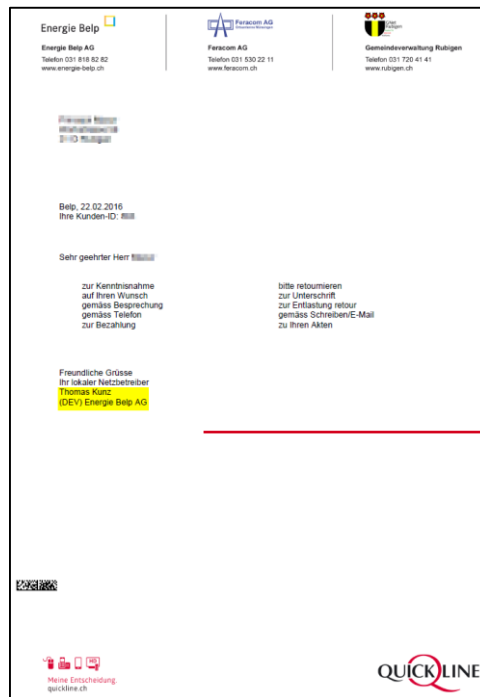 Energie Belp
Energie Belp AG
Telefon 031 818 82 82
www.energie-belp.ch
Feracom AG
Feracom AG
Telefon 031 530 22 11
www.feracom.ch
Gemeindeverwaltung Rubigen
Telefon 031 720 41 41
www.rubigen.ch
Belp, 22.02.2016
Ihre Kunden-ID:
Sehr geehrter Herr
zur Kenntnisnahme
auf Ihren Wunsch
gemäss Besprechung
gemäss Telefon
zur Bezahlung
bitte retournieren
zur Unterschrift
zur Entlastung retour
gemäss Schreiben/E-Mail
zu Ihren Akten
Freundliche Grüsse
Ihr lokaler Netzbetreiber
Thomas Kunz
(DEV) Energie Belp AG
Meine Entscheidung.
quickline.ch
QUICKLINE